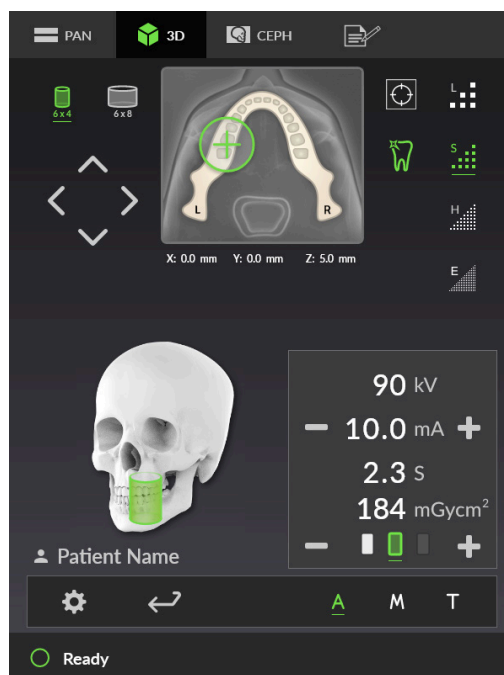 PAN 3D CEPH
6x4 6x8
L
S
H
E
L R
X: 0.0 mm Y: 0.0 mm Z: 5.0 mm
90 kV
10.0 mA
2.3 S
184 mGycm²
Patient Name
A M T
Ready